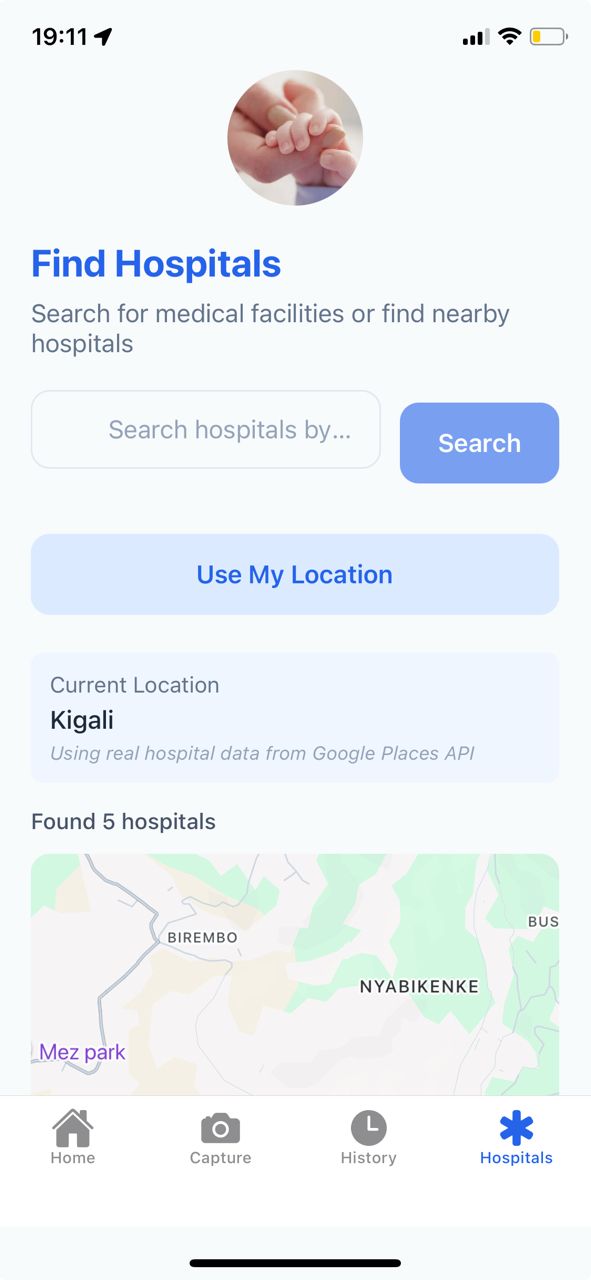 19:11
Find Hospitals
Search for medical facilities or find nearby
hospitals
Search hospitals by...
Search
Use My Location
Current Location
Kigali
Using real hospital data from Google Places API
Found 5 hospitals
BUS
BIREMBO
NYABIKENKE
Mez park
Home
Capture
History
Hospitals